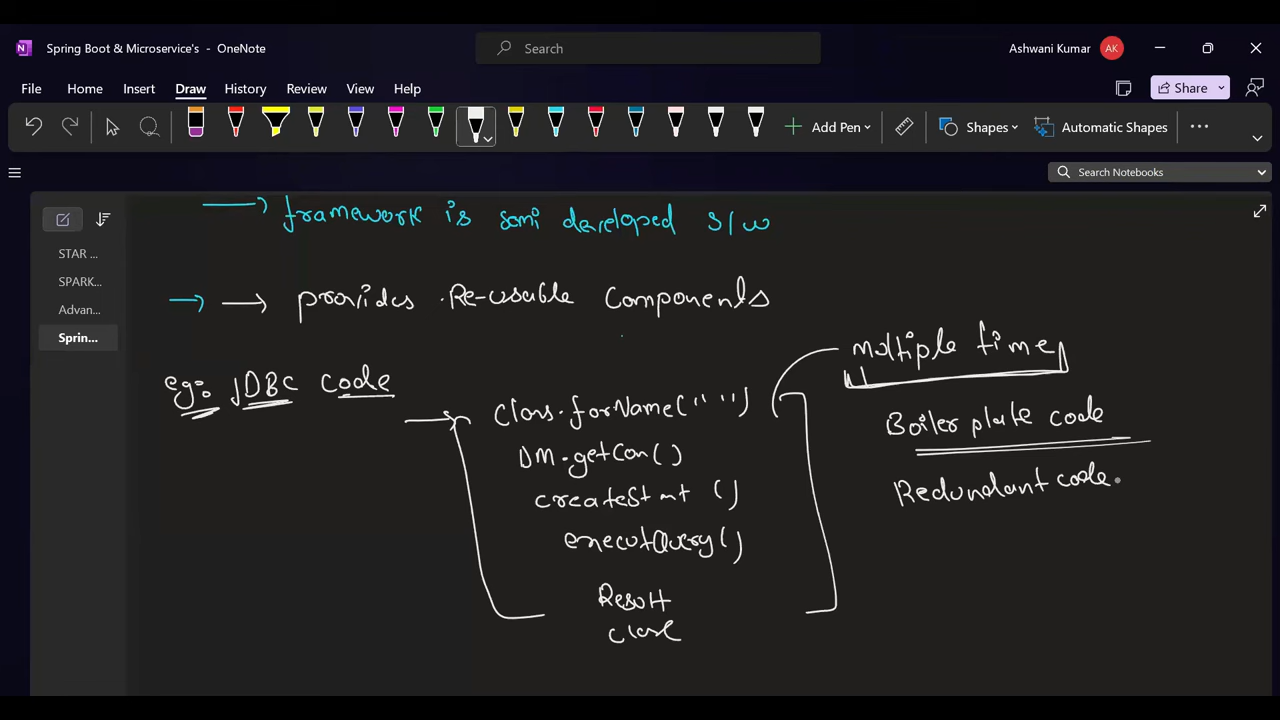 Spring Boot & Microservice's - OneNote
Search
Ashwani Kumar AK
File Home Insert Draw History Review View Help
Share
Add Pen
Shapes
Automatic Shapes
Search Notebooks
STAR ...
SPARK...
Advan...
Sprin...
framework is semi developed s/w
provides Re-usable Components
multiple time
eg: JDBC code
Class.forName(" ")
Boiler plate code
DM.getCon()
createStmt ()
Redundant code
executQuery()
Result
close